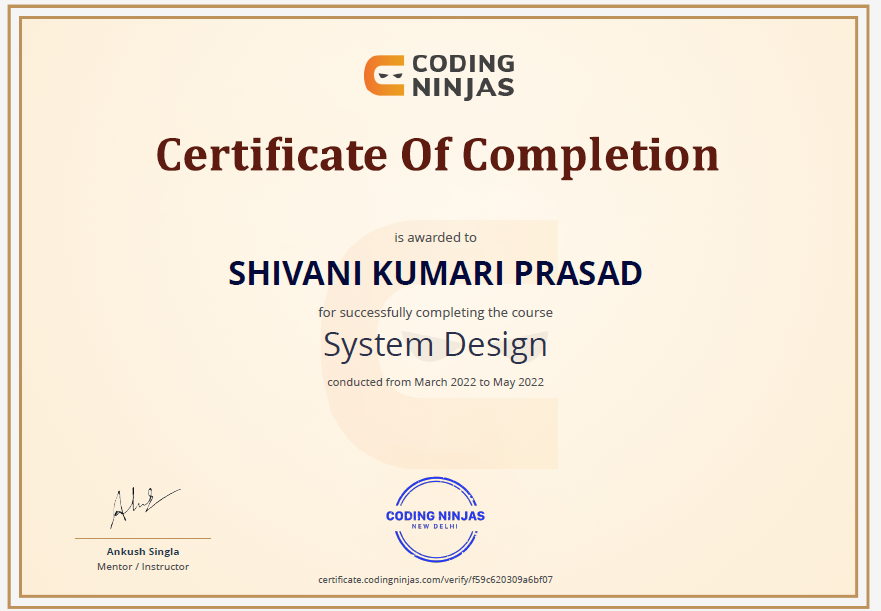 CODING
NINJAS
Certificate Of Completion
is awarded to
SHIVANI KUMARI PRASAD
for successfully completing the course
System Design
conducted from March 2022 to May 2022
CODING NINJAS
NEW DELHI
Ankush Singla
Mentor / Instructor
certificate.codingninjas.com/verify/f59c620309a6bf07